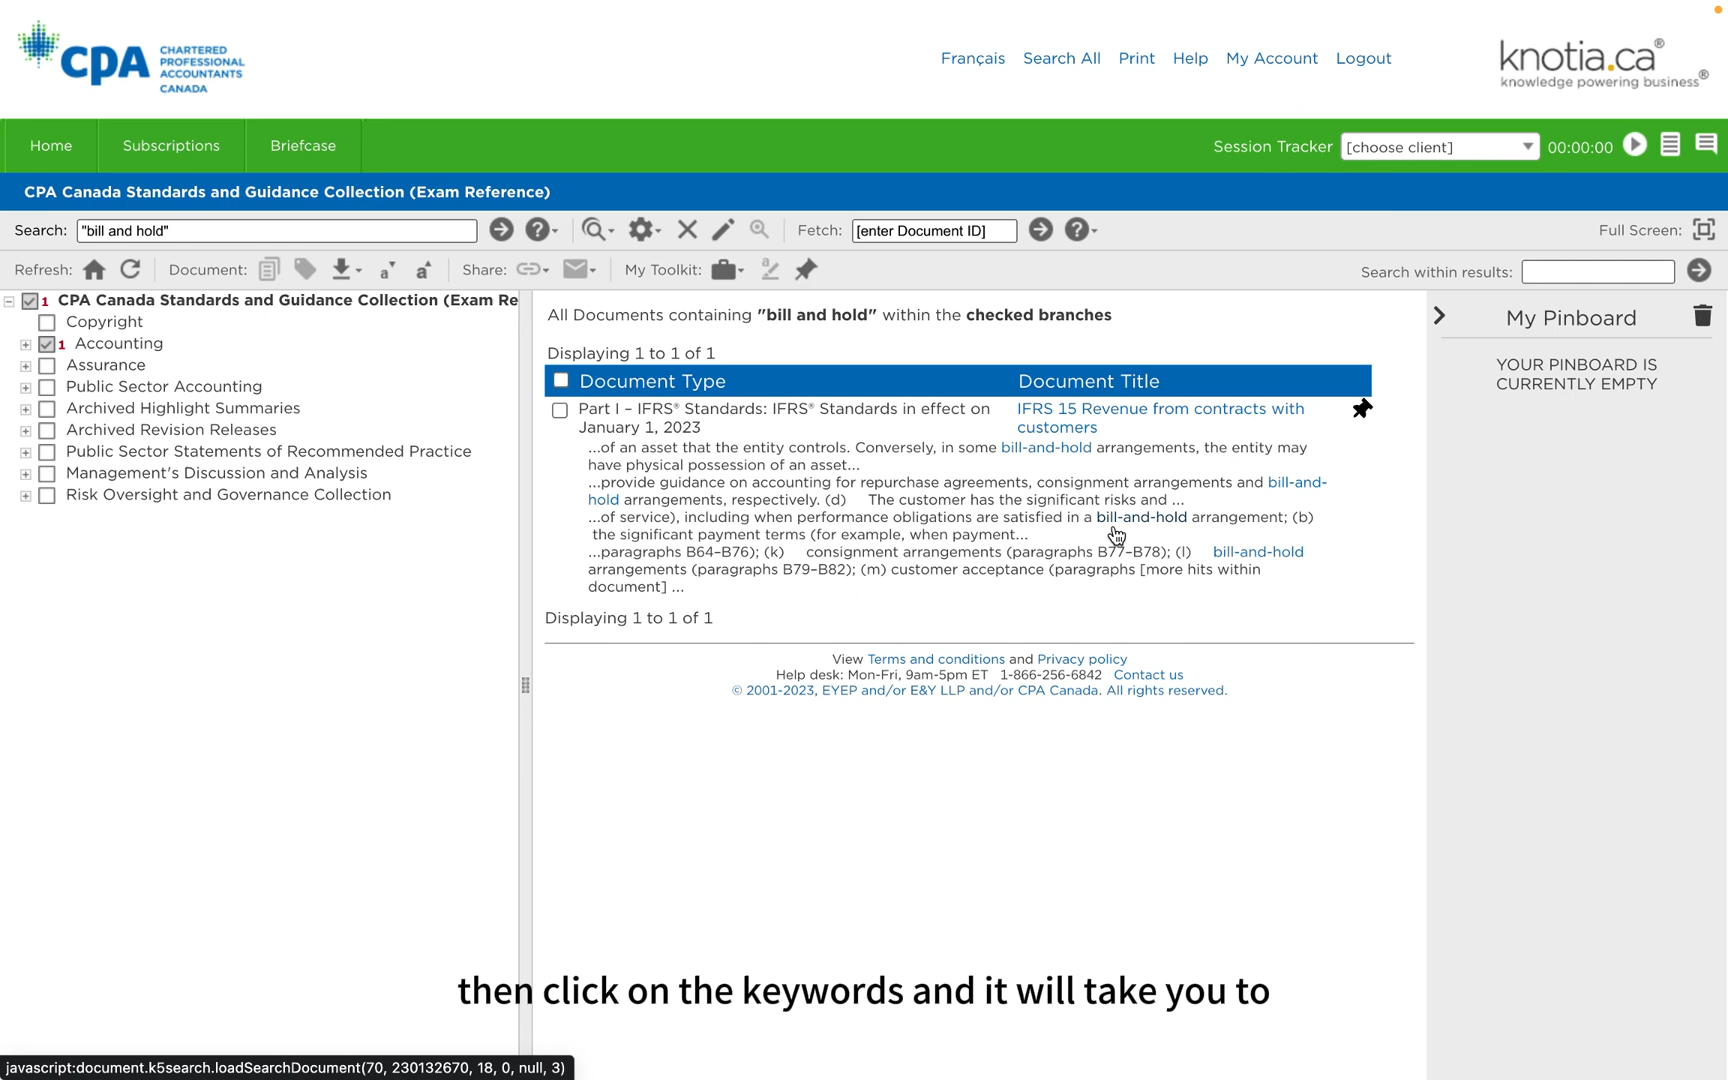 CPA CHARTERED PROFESSIONAL ACCOUNTANTS CANADA
Français Search All Print Help My Account Logout
knotia.ca®
knowledge powering business®
Home Subscriptions Briefcase
Session Tracker [choose client] 00:00:00
CPA Canada Standards and Guidance Collection (Exam Reference)
Search: "bill and hold" Fetch: [enter Document ID] Full Screen:
Refresh: Document: Share: My Toolkit: Search within results:
1 CPA Canada Standards and Guidance Collection (Exam Re
Copyright
1 Accounting
Assurance
Public Sector Accounting
Archived Highlight Summaries
Archived Revision Releases
Public Sector Statements of Recommended Practice
Management's Discussion and Analysis
Risk Oversight and Governance Collection
All Documents containing "bill and hold" within the checked branches
Displaying 1 to 1 of 1
Document Type Document Title
Part I – IFRS® Standards: IFRS® Standards in effect on IFRS 15 Revenue from contracts with
January 1, 2023 customers
...of an asset that the entity controls. Conversely, in some bill-and-hold arrangements, the entity may
have physical possession of an asset...
...provide guidance on accounting for repurchase agreements, consignment arrangements and bill-and-
hold arrangements, respectively. (d) The customer has the significant risks and ...
...of service), including when performance obligations are satisfied in a bill-and-hold arrangement; (b)
the significant payment terms (for example, when payment...
...paragraphs B64–B76); (k) consignment arrangements (paragraphs B77–B78); (l) bill-and-hold
arrangements (paragraphs B79–B82); (m) customer acceptance (paragraphs [more hits within
document] ...
Displaying 1 to 1 of 1
View Terms and conditions and Privacy policy
Help desk: Mon-Fri, 9am-5pm ET 1-866-256-6842 Contact us
© 2001-2023, EYEP and/or E&Y LLP and/or CPA Canada. All rights reserved.
My Pinboard
YOUR PINBOARD IS
CURRENTLY EMPTY
then click on the keywords and it will take you to
javascript:document.k5search.loadSearchDocument(70, 230132670, 18, 0, null, 3)